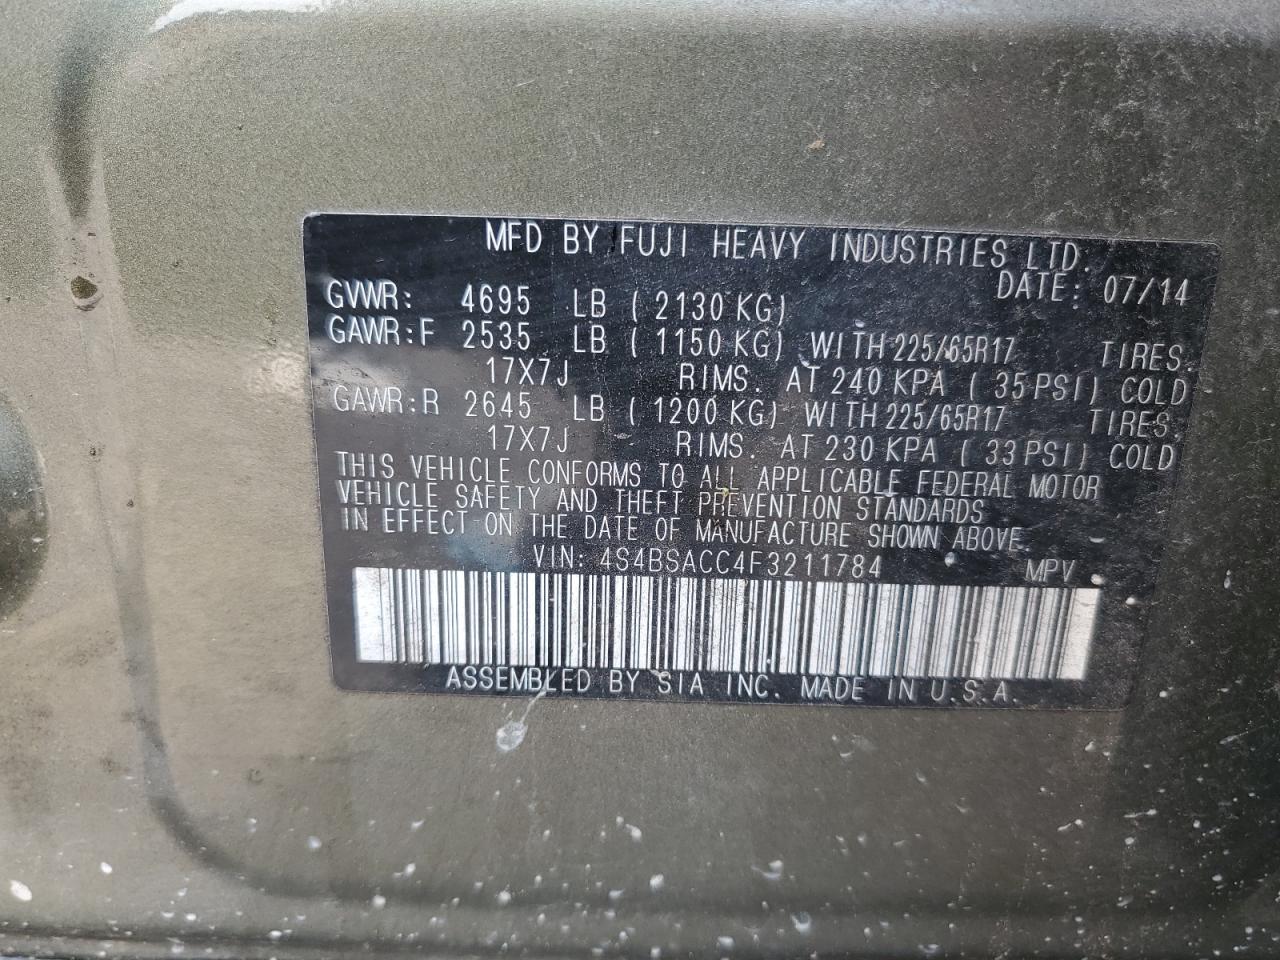 MFD BY FUJI HEAVY INDUSTRIES LTD.
DATE: 07/14
GVWR: 4695 LB ( 2130 KG)
GAWR:F 2535 LB ( 1150 KG) WITH 225/65R17 TIRES.
17X7J RIMS. AT 240 KPA ( 35 PSI) COLD
GAWR:R 2645 LB ( 1200 KG) WITH 225/65R17 TIRES.
17X7J RIMS. AT 230 KPA ( 33 PSI) COLD
THIS VEHICLE CONFORMS TO ALL APPLICABLE FEDERAL MOTOR
VEHICLE SAFETY AND THEFT PREVENTION STANDARDS
IN EFFECT ON THE DATE OF MANUFACTURE SHOWN ABOVE.
VIN: 4S4BSACC4F3211784 MPV
ASSEMBLED BY SIA INC. MADE IN U.S.A.